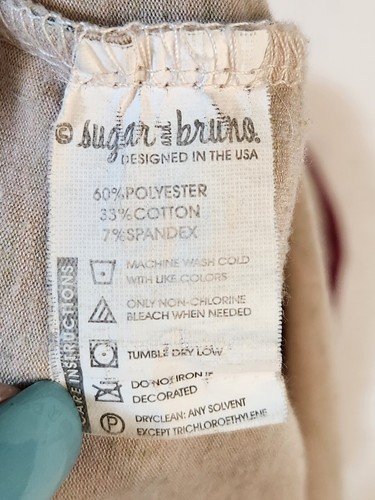 © sugar and bruno.
DESIGNED IN THE USA
60%POLYESTER
33%COTTON
7%SPANDEX
MACHINE WASH COLD
WITH LIKE COLORS
ONLY NON-CHLORINE
BLEACH WHEN NEEDED
TUMBLE DRY LOW
DO NOT IRON IF
DECORATED
DRYCLEAN: ANY SOLVENT
EXCEPT TRICHLOROETHYLENE
P
CARE INSTRUCTIONS